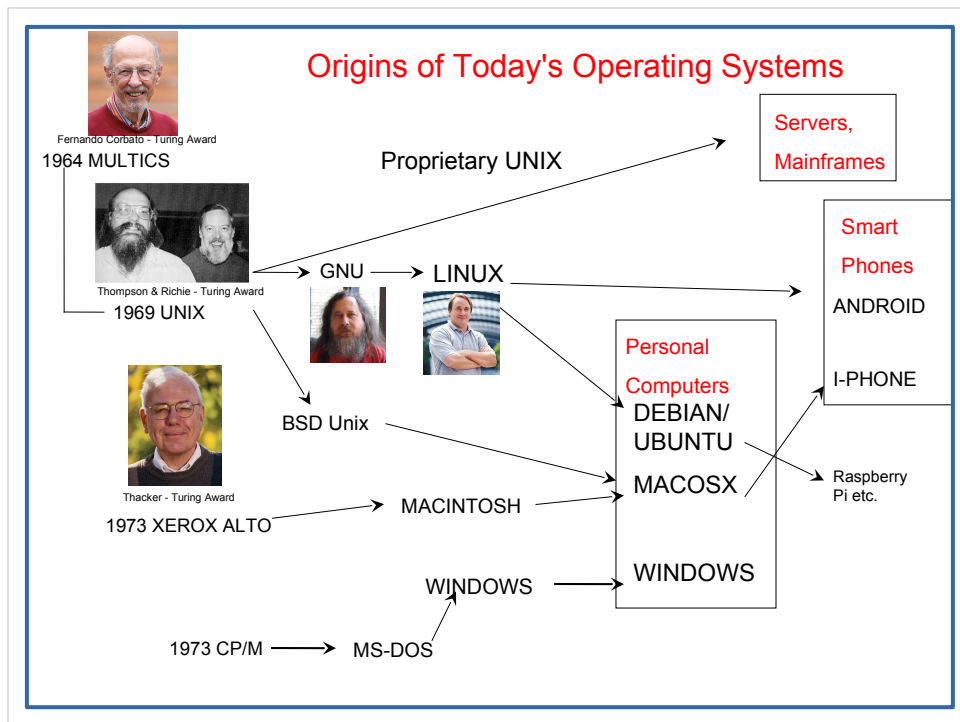 Origins of Today's Operating Systems
Fernando Corbato - Turing Award
1964 MULTICS
Proprietary UNIX
Servers,
Mainframes
Thompson & Richie - Turing Award
1969 UNIX
GNU
LINUX
Smart
Phones
ANDROID
I-PHONE
Personal
Computers
DEBIAN/
UBUNTU
MACOSX
WINDOWS
BSD Unix
Raspberry
Pi etc.
Thacker - Turing Award
1973 XEROX ALTO
MACINTOSH
WINDOWS
1973 CP/M
MS-DOS